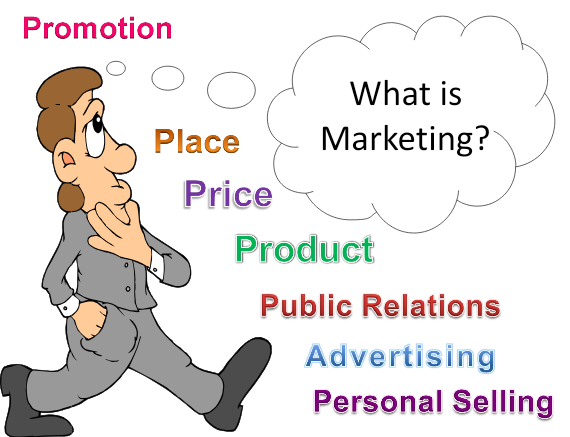 Promotion
What is
Marketing?
Place
Price
Product
Public Relations
Advertising
Personal Selling